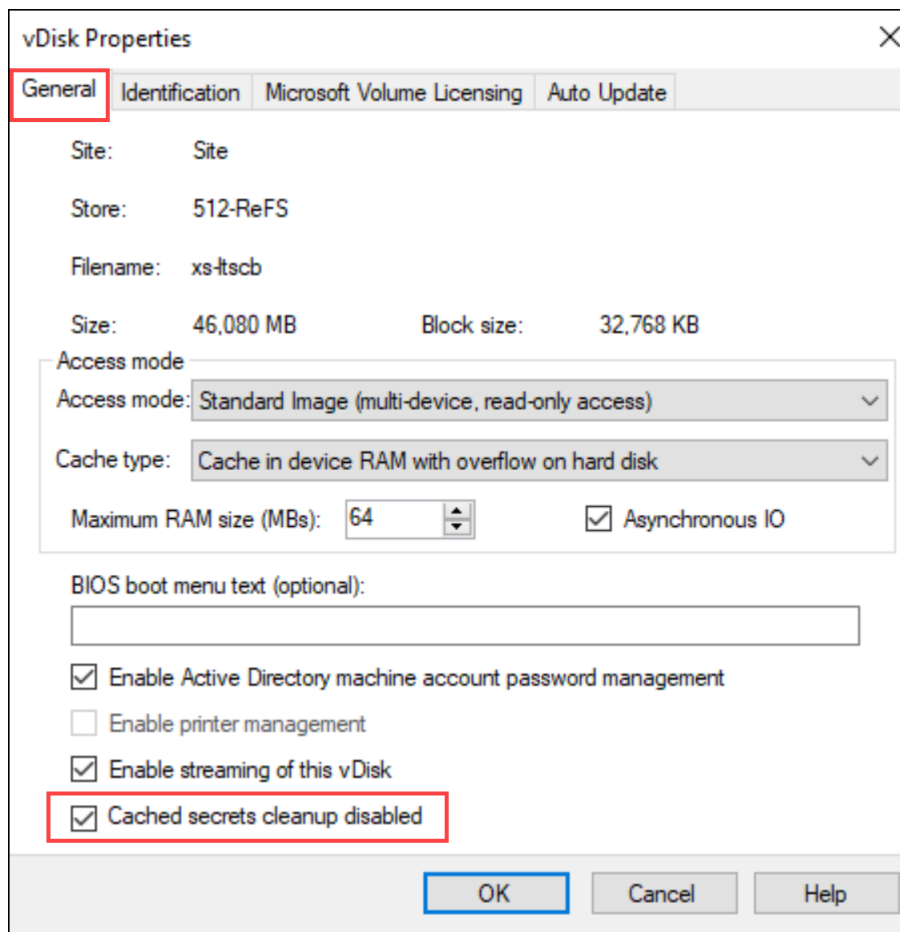 vDisk Properties
General Identification Microsoft Volume Licensing Auto Update
Site: Site
Store: 512-ReFS
Filename: xs-ltscb
Size: 46,080 MB Block size: 32,768 KB
Access mode
Access mode: Standard Image (multi-device, read-only access)
Cache type: Cache in device RAM with overflow on hard disk
Maximum RAM size (MBs): 64 Asynchronous IO
BIOS boot menu text (optional):
Enable Active Directory machine account password management
Enable printer management
Enable streaming of this vDisk
Cached secrets cleanup disabled
OK Cancel Help